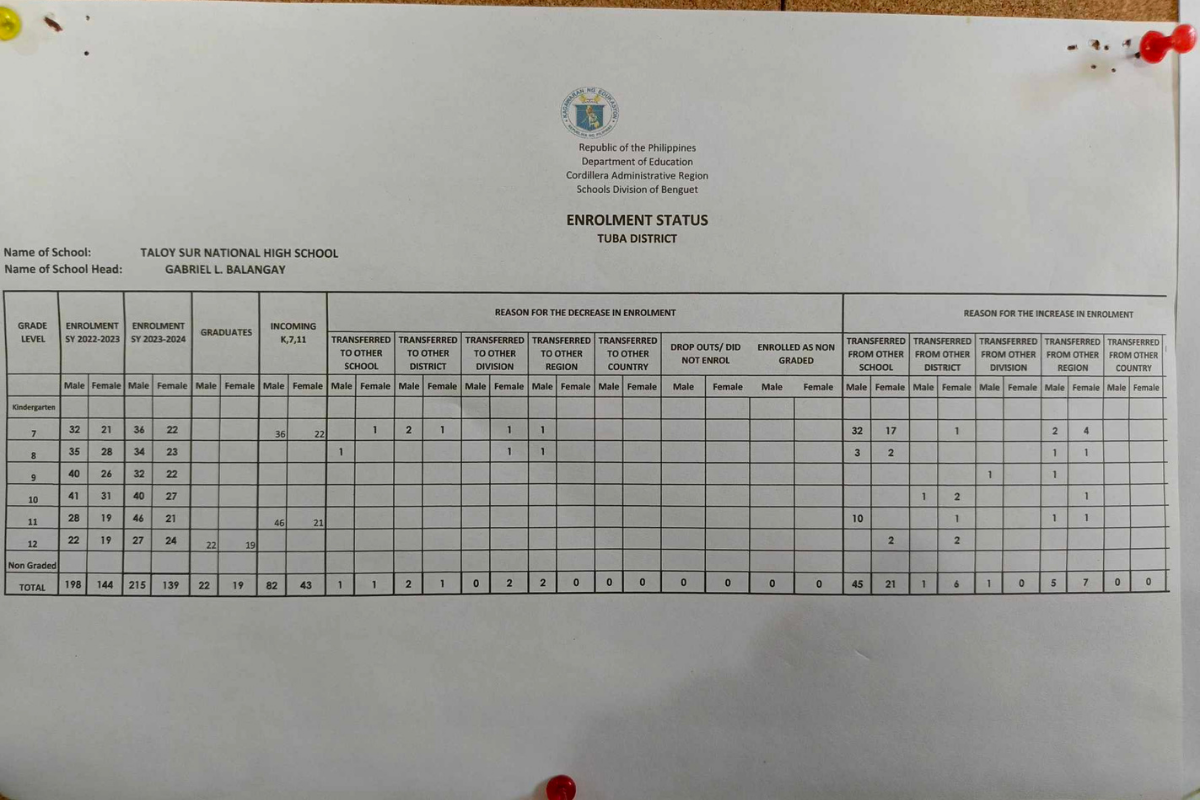 KAGAWARAN NG EDUKASYON
Republic of the Philippines
Department of Education
Cordillera Administrative Region
Schools Division of Benguet
ENROLMENT STATUS
TUBA DISTRICT
Name of School: TALOY SUR NATIONAL HIGH SCHOOL
Name of School Head: GABRIEL L. BALANGAY
REASON FOR THE DECREASE IN ENROLMENT REASON FOR THE INCREASE IN ENROLMENT
GRADE LEVEL ENROLMENT SY 2022-2023 ENROLMENT SY 2023-2024 GRADUATES INCOMING K,7,11 TRANSFERRED TO OTHER SCHOOL TRANSFERRED TO OTHER DISTRICT TRANSFERRED TO OTHER DIVISION TRANSFERRED TO OTHER REGION TRANSFERRED TO OTHER COUNTRY DROP OUTS/ DID NOT ENROL ENROLLED AS NON GRADED TRANSFERRED FROM OTHER SCHOOL TRANSFERRED FROM OTHER DISTRICT TRANSFERRED FROM OTHER DIVISION TRANSFERRED FROM OTHER REGION TRANSFERRED FROM OTHER COUNTRY
Male Female Male Female Male Female Male Female Male Female Male Female Male Female Male Female Male Female Male Female Male Female Male Female Male Female Male Female Male Female Male Female
Kindergarten
7 32 21 36 22 36 22 1 2 1 1 1 32 17 1 2 4
8 35 28 34 23 1 1 1 3 2 1 1
9 40 26 32 22 1 1
10 41 31 40 27 1 2 1
11 28 19 46 21 46 21 10 1 1 1
12 22 19 27 24 22 19 2 2
Non Graded
TOTAL 198 144 215 139 22 19 82 43 1 1 2 1 0 2 2 0 0 0 0 0 0 0 45 21 1 6 1 0 5 7 0 0